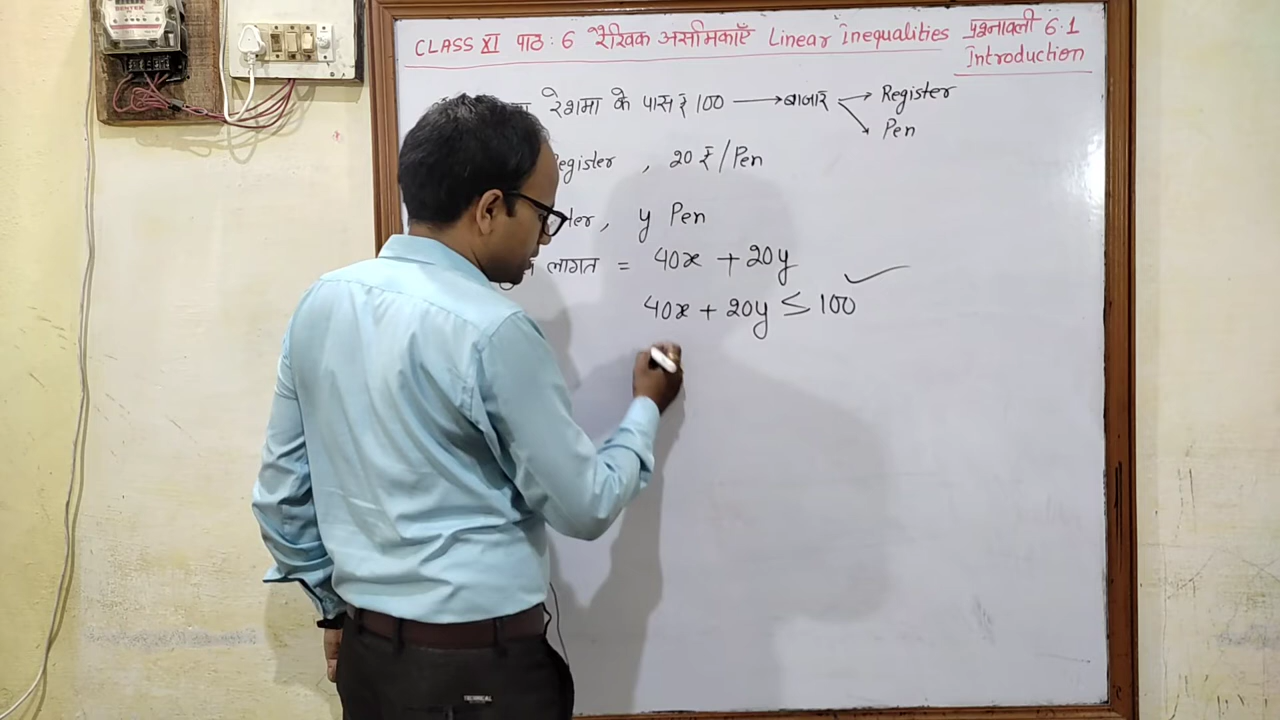 CLASS XI पाठ: 6 रैखिक असमिकाएँ Linear Inequalities प्रश्नावली 6.1
Introduction
रेशमा के पास ₹ 100 → बाजार → Register
→ Pen
egister , 20 ₹/Pen
ter, y Pen
लागत = 40x + 20y
40x + 20y ≤ 100 ✓